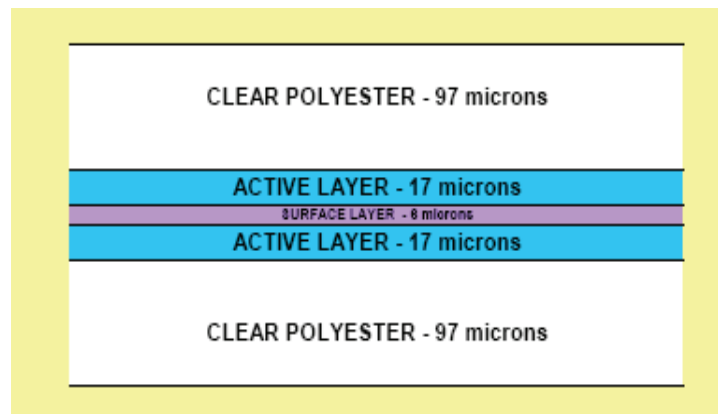 CLEAR POLYESTER - 97 microns
ACTIVE LAYER - 17 microns
SURFACE LAYER - 6 microns
ACTIVE LAYER - 17 microns
CLEAR POLYESTER - 97 microns